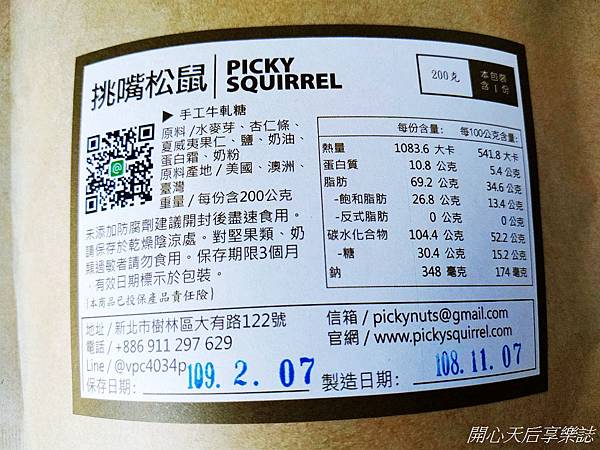 挑嘴松鼠
PICKY
SQUIRREL
200克
本包裝
含1份
▶ 手工牛軋糖
原料/水麥芽、杏仁條、
夏威夷果仁、鹽、奶油、
蛋白霜、奶粉
原料產地/美國、澳洲、
臺灣
重量/每份含200公克
未添加防腐劑建議開封後盡速食用。
請保存於乾燥陰涼處。對堅果類、奶
類過敏者請勿食用。保存期限3個月
。有效日期標示於包裝。
(本商品已投保產品責任險)
每份含量: 每100公克含量:
熱量 1083.6 大卡 541.8 大卡
蛋白質 10.8 公克 5.4 公克
脂肪 69.2 公克 34.6 公克
-飽和脂肪 26.8 公克 13.4 公克
-反式脂肪 0 公克 0 公克
碳水化合物 104.4 公克 52.2 公克
-糖 30.4 公克 15.2 公克
鈉 348 毫克 174 毫克
地址/新北市樹林區大有路122號
電話/+886 911 297 629
Line/@vpc4034p
信箱/pickynuts@gmail.com
官網/www.pickysquirrel.com
保存日期: 109.2.07 製造日期: 108.11.07
開心天后享樂誌